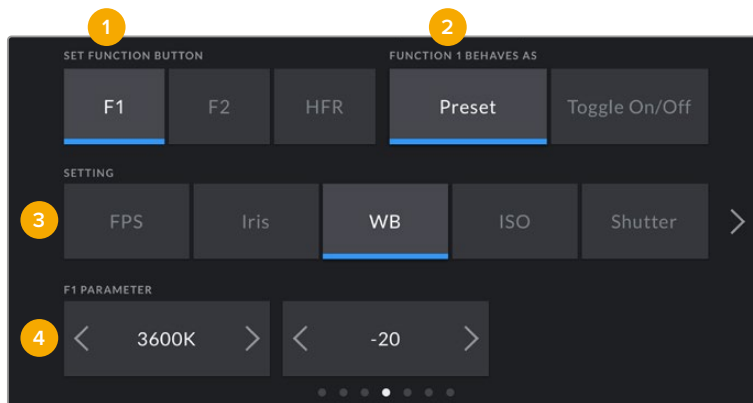 1 2
SET FUNCTION BUTTON FUNCTION 1 BEHAVES AS
F1 F2 HFR Preset Toggle On/Off
SETTING
3 FPS Iris WB ISO Shutter
F1 PARAMETER
4 3600K -20